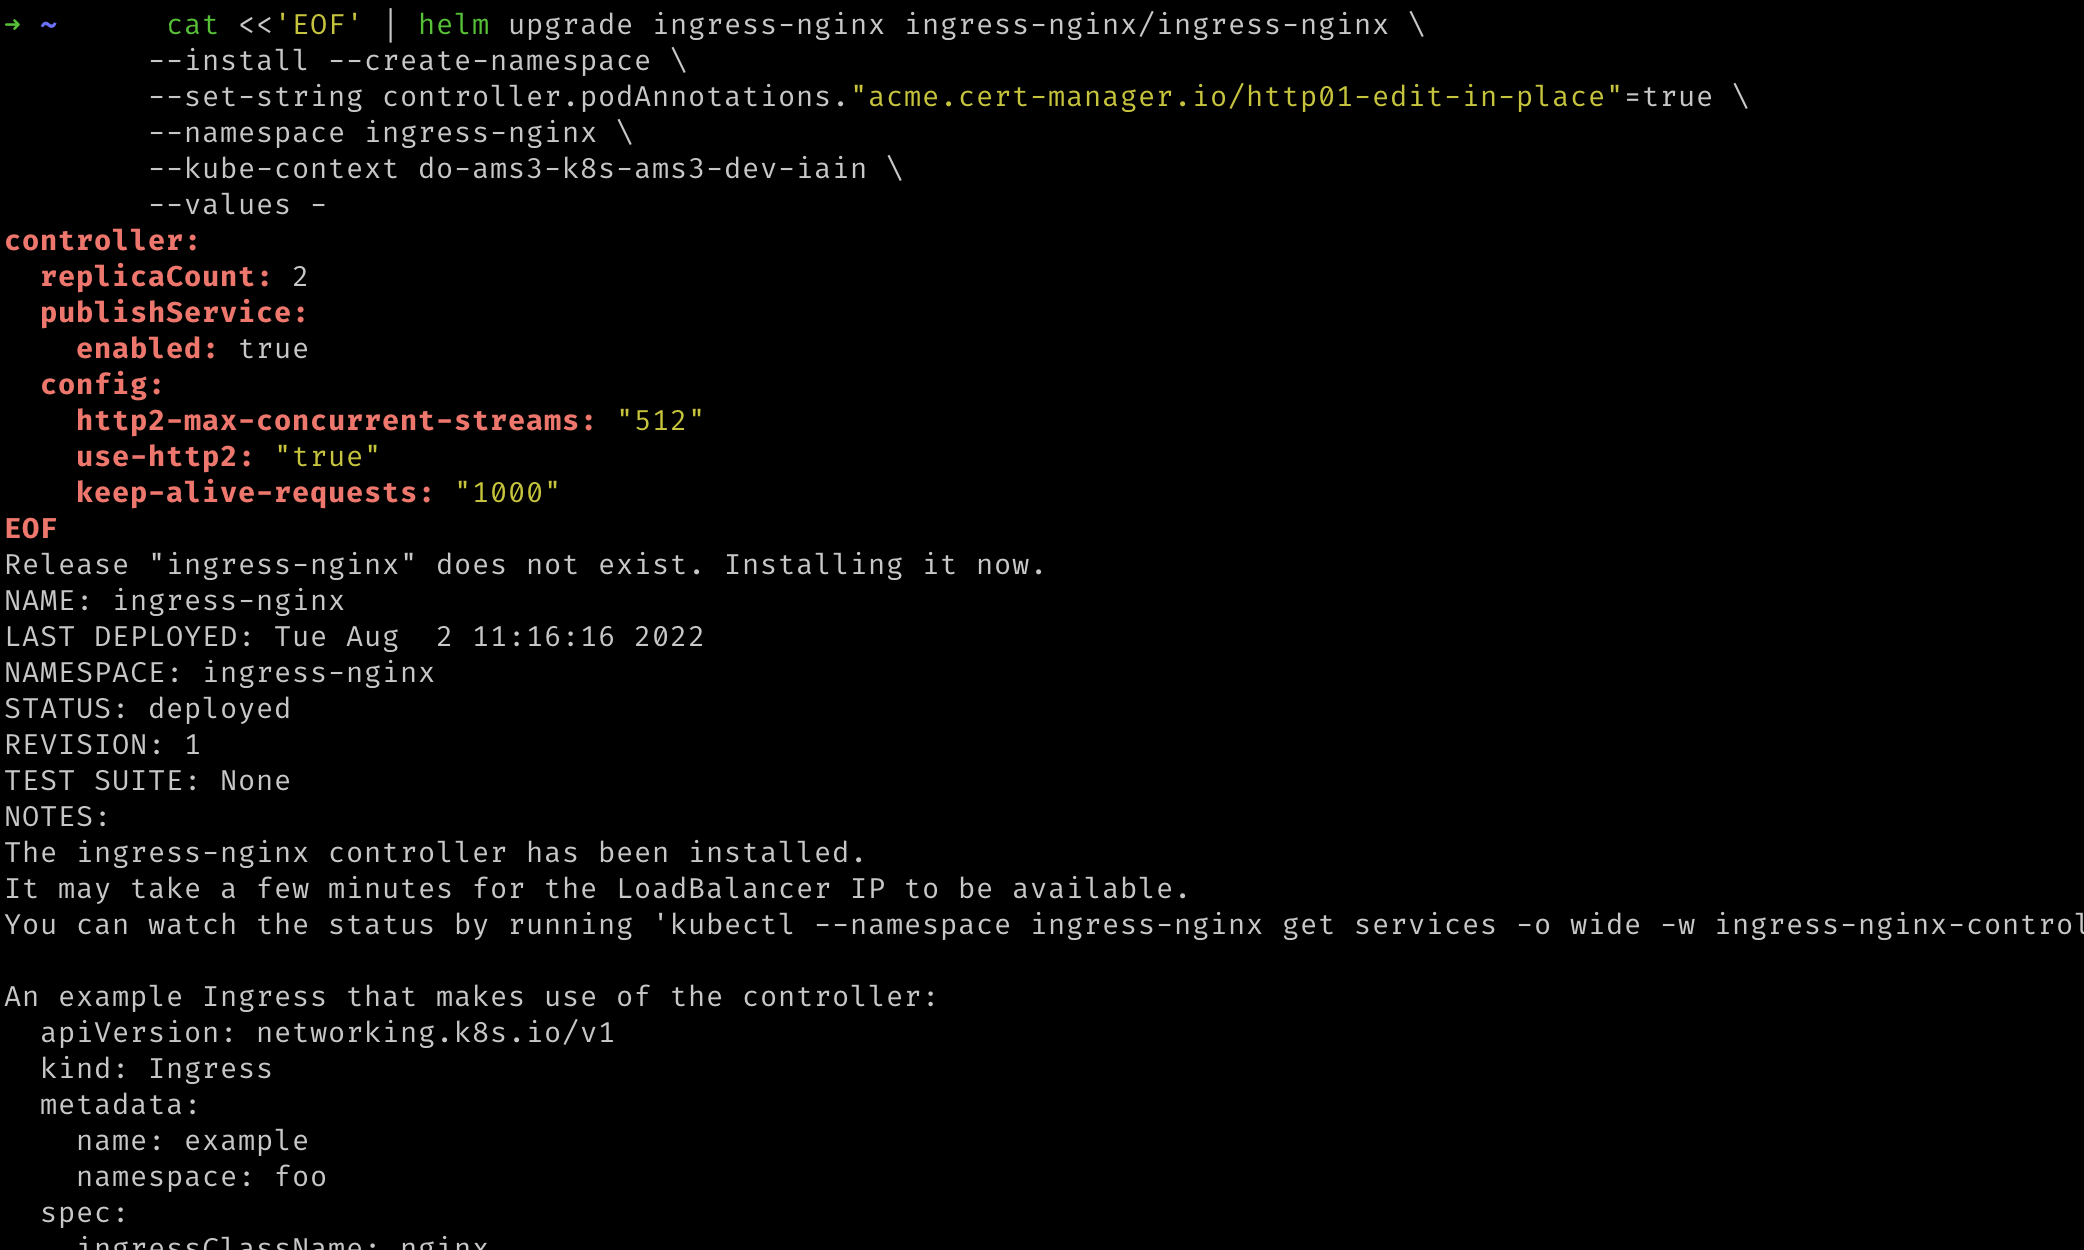 → ~      cat <<'EOF' | helm upgrade ingress-nginx ingress-nginx/ingress-nginx \
        --install --create-namespace \
        --set-string controller.podAnnotations."acme.cert-manager.io/http01-edit-in-place"=true \
        --namespace ingress-nginx \
        --kube-context do-ams3-k8s-ams3-dev-iain \
        --values -
controller:
  replicaCount: 2
  publishService:
    enabled: true
  config:
    http2-max-concurrent-streams: "512"
    use-http2: "true"
    keep-alive-requests: "1000"
EOF
Release "ingress-nginx" does not exist. Installing it now.
NAME: ingress-nginx
LAST DEPLOYED: Tue Aug  2 11:16:16 2022
NAMESPACE: ingress-nginx
STATUS: deployed
REVISION: 1
TEST SUITE: None
NOTES:
The ingress-nginx controller has been installed.
It may take a few minutes for the LoadBalancer IP to be available.
You can watch the status by running 'kubectl --namespace ingress-nginx get services -o wide -w ingress-nginx-control

An example Ingress that makes use of the controller:
  apiVersion: networking.k8s.io/v1
  kind: Ingress
  metadata:
    name: example
    namespace: foo
  spec:
    ingressClassName: nginx